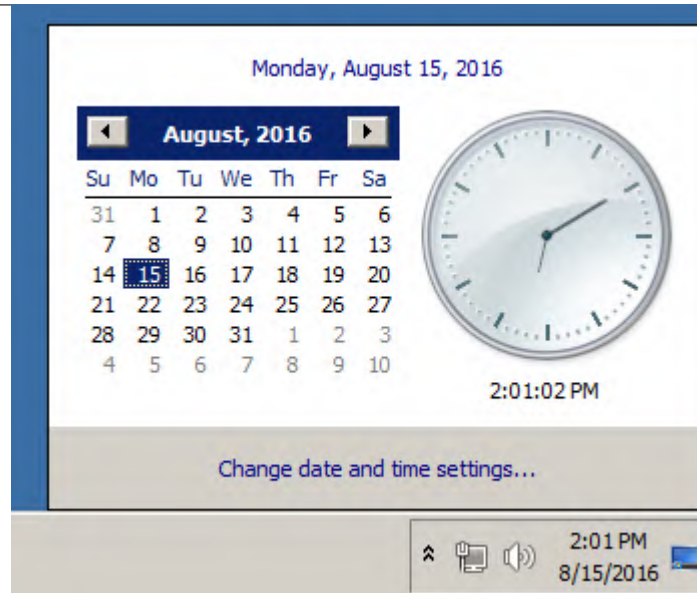 Monday, August 15, 2016
August, 2016
Su Mo Tu We Th Fr Sa
31 1 2 3 4 5 6
7 8 9 10 11 12 13
14 15 16 17 18 19 20
21 22 23 24 25 26 27
28 29 30 31 1 2 3
4 5 6 7 8 9 10
2:01:02 PM
Change date and time settings...
2:01 PM
8/15/2016